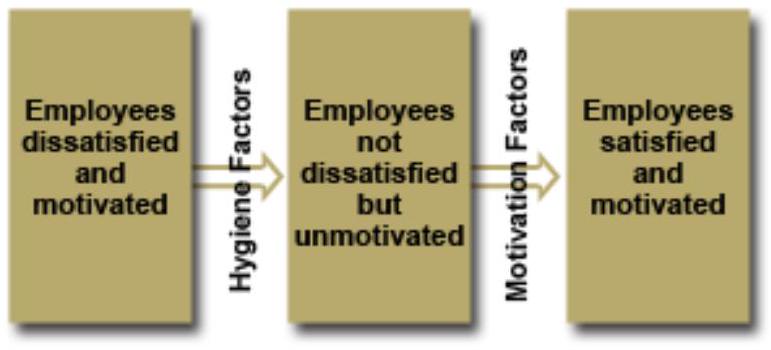 Employees
dissatisfied
and
motivated
Hygiene Factors
Employees
not
dissatisfied
but
unmotivated
Motivation Factors
Employees
satisfied
and
motivated